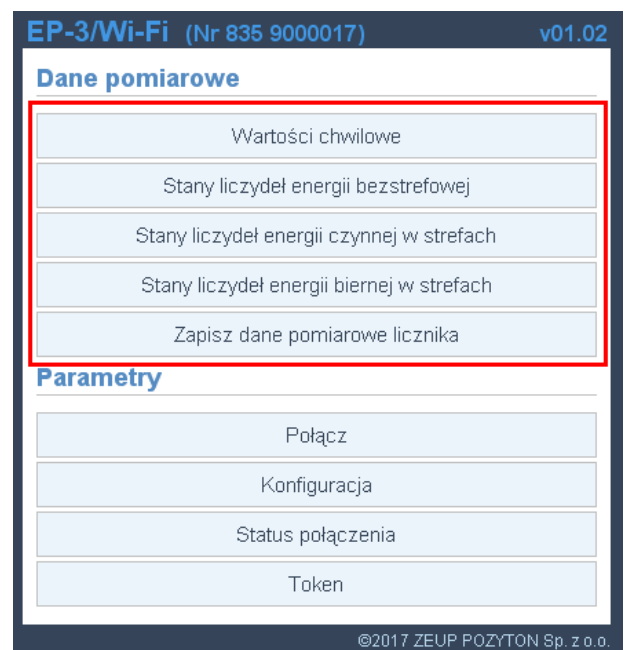 EP-3/Wi-Fi (Nr 835 9000017) v01.02
Dane pomiarowe
Wartości chwilowe
Stany liczydeł energii bezstrefowej
Stany liczydeł energii czynnej w strefach
Stany liczydeł energii biernej w strefach
Zapisz dane pomiarowe licznika
Parametry
Połącz
Konfiguracja
Status połączenia
Token
©2017 ZEUP POZYTON Sp. z o.o.